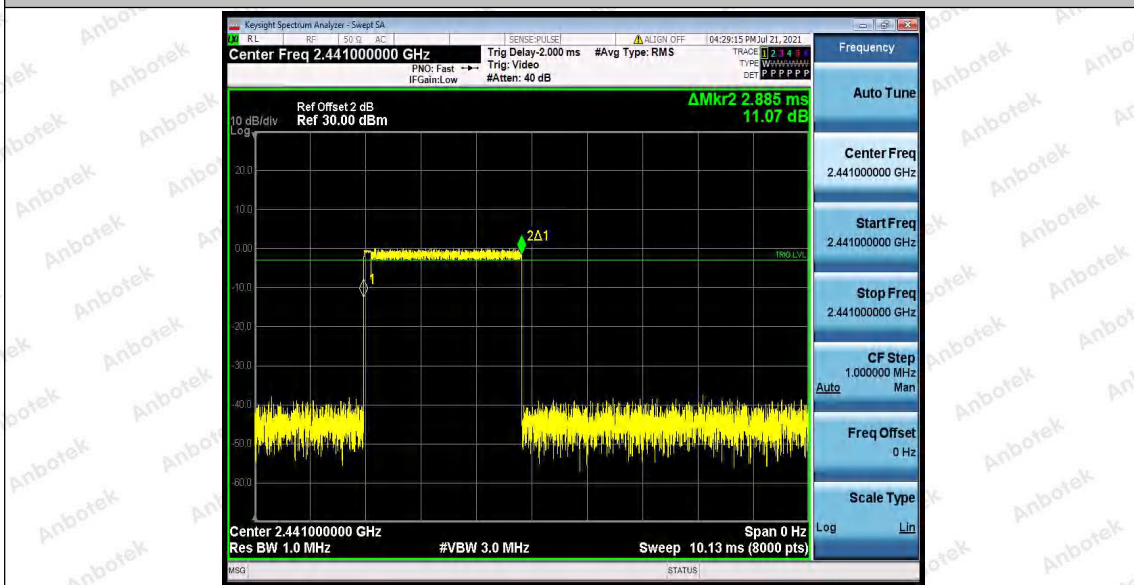 Keysight Spectrum Analyzer - Swept SA
RL RF 50 Ω AC SENSE:PULSE ALIGN OFF 04:29:15 PM Jul 21, 2021
Center Freq 2.441000000 GHz
PNO: Fast
IFGain:Low
Trig Delay-2.000 ms
Trig: Video
#Atten: 40 dB
#Avg Type: RMS
TRACE 1 2 3 4 5 6
TYPE WWWWWW
DET P P P P P P
Frequency
Auto Tune
Center Freq
2.441000000 GHz
Start Freq
2.441000000 GHz
Stop Freq
2.441000000 GHz
CF Step
1.000000 MHz
Auto Man
Freq Offset
0 Hz
Scale Type
Log Lin
ΔMkr2 2.885 ms
11.07 dB
Ref Offset 2 dB
10 dB/div Ref 30.00 dBm
Log
20.0
10.0
0.00
-10.0
-20.0
-30.0
-40.0
-50.0
-60.0
2Δ1
1
TRIG LVL
Center 2.441000000 GHz Span 0 Hz
Res BW 1.0 MHz #VBW 3.0 MHz Sweep 10.13 ms (8000 pts)
MSG STATUS
Anbotek